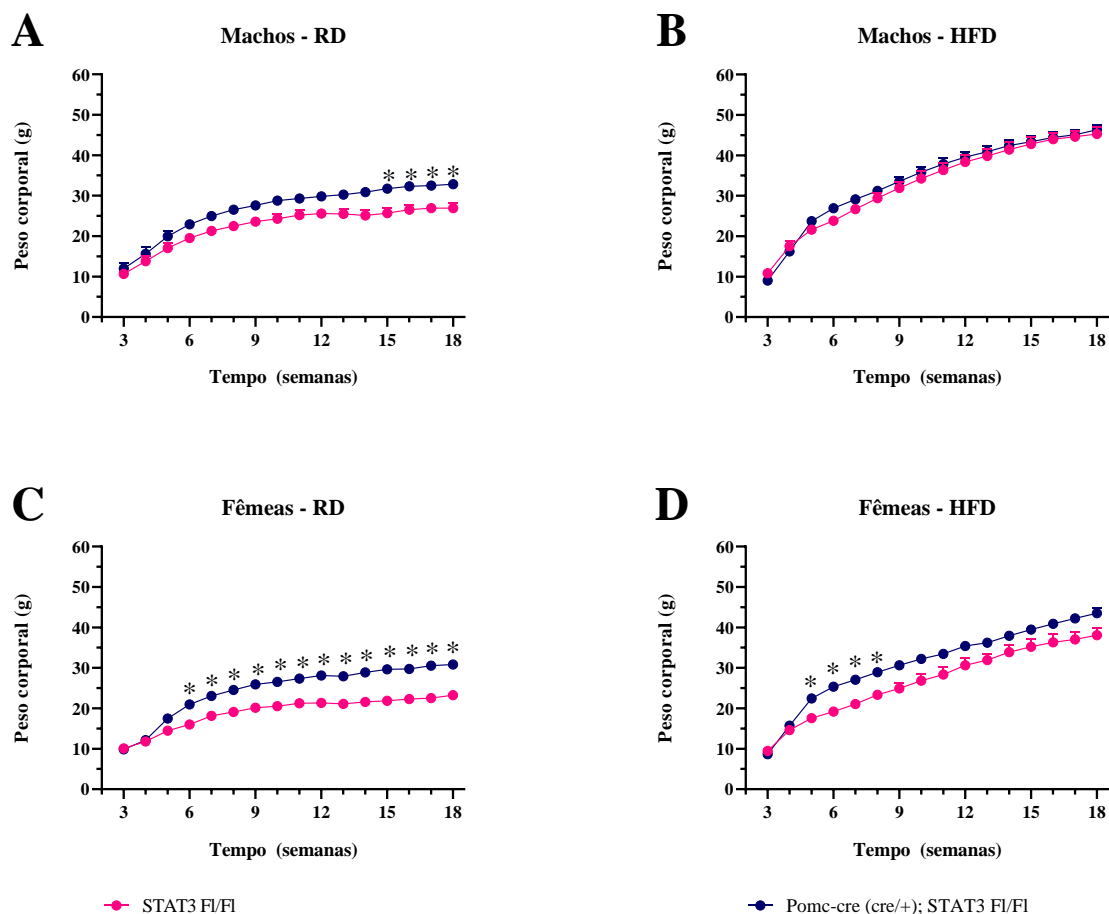 A
Machos - RD
Peso corporal (g)
60
50
40
30
20
10
0
* * * *
3 6 9 12 15 18
Tempo (semanas)
B
Machos - HFD
Peso corporal (g)
60
50
40
30
20
10
0
3 6 9 12 15 18
Tempo (semanas)
C
Fêmeas - RD
Peso corporal (g)
60
50
40
30
20
10
0
* * * * * * * * * * * * *
3 6 9 12 15 18
Tempo (semanas)
D
Fêmeas - HFD
Peso corporal (g)
60
50
40
30
20
10
0
* * * *
3 6 9 12 15 18
Tempo (semanas)
STAT3 Fl/Fl
Pomc-cre (cre/+); STAT3 Fl/Fl